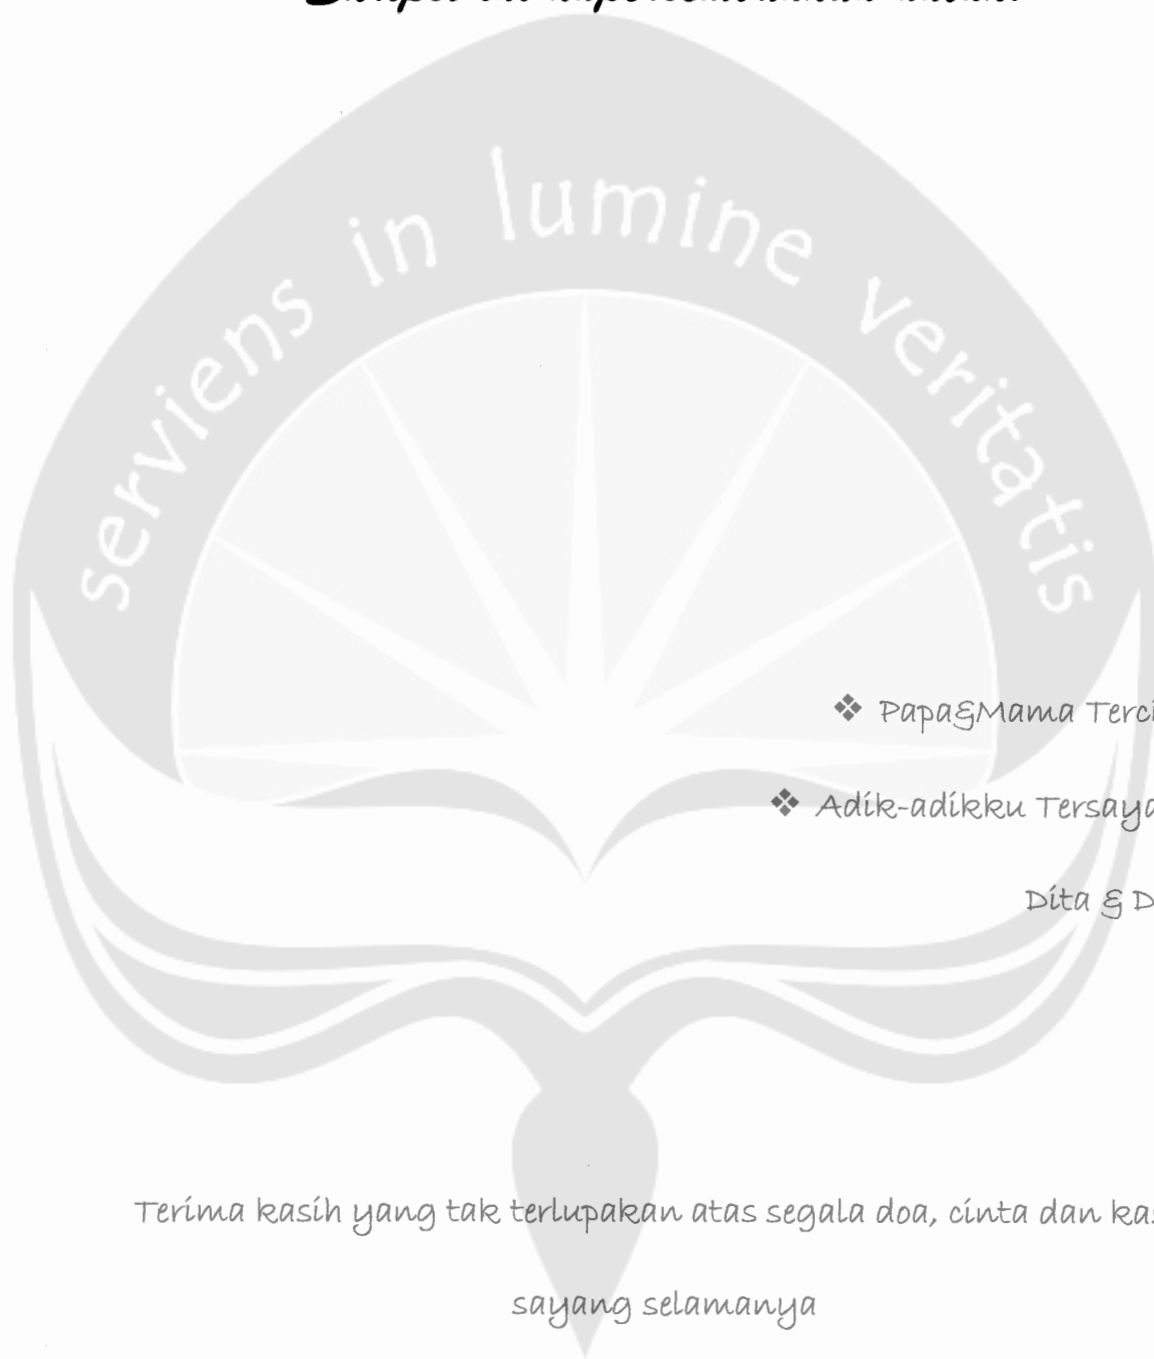 serviens in lumine veritatis
❖ Papa&Mama Terci
❖ Adik-adikku Tersaya
Dita & D
Terima kasih yang tak terlupakan atas segala doa, cinta dan kas
sayang selamanya